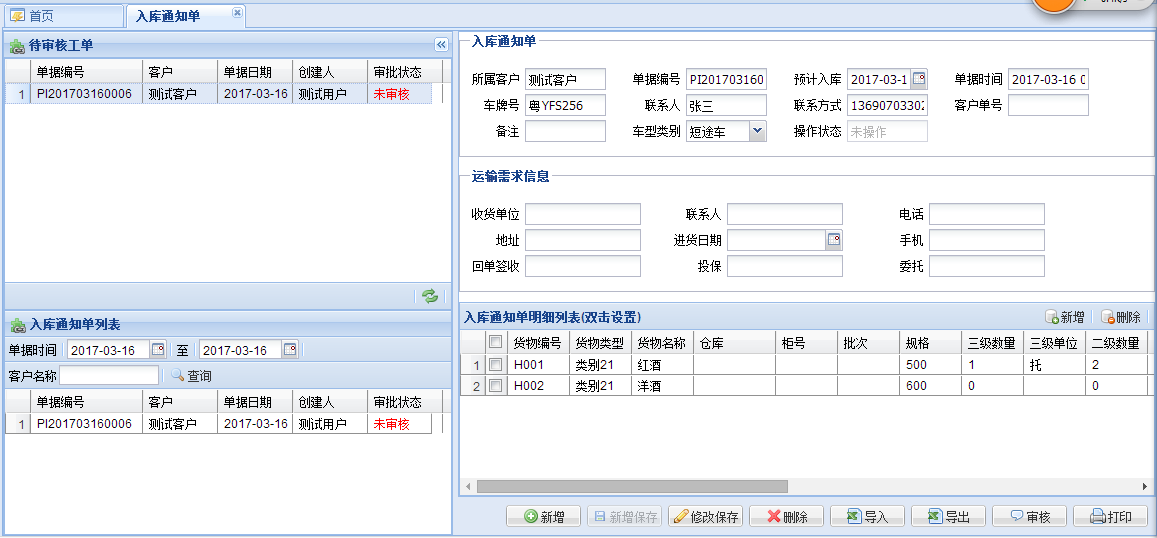 首页
入库通知单
待审核工单
单据编号 客户 单据日期 创建人 审批状态
1 PI201703160006 测试客户 2017-03-16 测试用户 未审核
入库通知单列表
单据时间 2017-03-16 至 2017-03-16
客户名称 查询
单据编号 客户 单据日期 创建人 审批状态
1 PI201703160006 测试客户 2017-03-16 测试用户 未审核
入库通知单
所属客户 测试客户 单据编号 PI201703160 预计入库 2017-03-1 单据时间 2017-03-16 0
车牌号 粤YFS256 联系人 张三 联系方式 13690703302 客户单号
备注 车型类别 短途车 操作状态 未操作
运输需求信息
收货单位 联系人 电话
地址 进货日期 手机
回单签收 投保 委托
入库通知单明细列表(双击设置) 新增 删除
货物编号 货物类型 货物名称 仓库 柜号 批次 规格 三级数量 三级单位 二级数量
1 H001 类别21 红酒 500 1 托 2
2 H002 类别21 洋酒 600 0 0
新增 新增保存 修改保存 删除 导入 导出 审核 打印